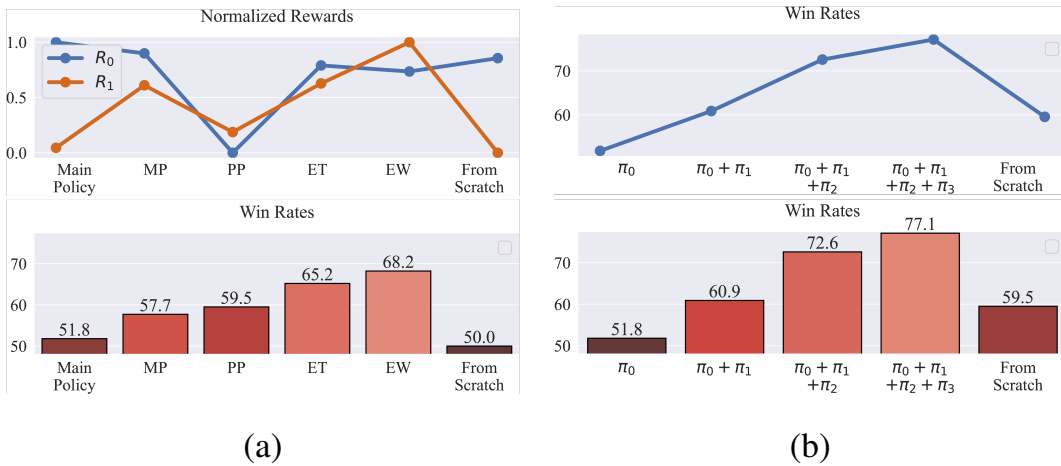 Normalized Rewards
1.0
0.5
0.0
R₀
R₁
Main
Policy
MP
PP
ET
EW
From
Scratch
Win Rates
70
60
50
51.8
57.7
59.5
65.2
68.2
50.0
Main
Policy
MP
PP
ET
EW
From
Scratch
(a)
Win Rates
70
60
π₀
π₀ + π₁
π₀ + π₁
+π₂
π₀ + π₁
+π₂ + π₃
From
Scratch
Win Rates
70
60
50
51.8
60.9
72.6
77.1
59.5
π₀
π₀ + π₁
π₀ + π₁
+π₂
π₀ + π₁
+π₂ + π₃
From
Scratch
(b)